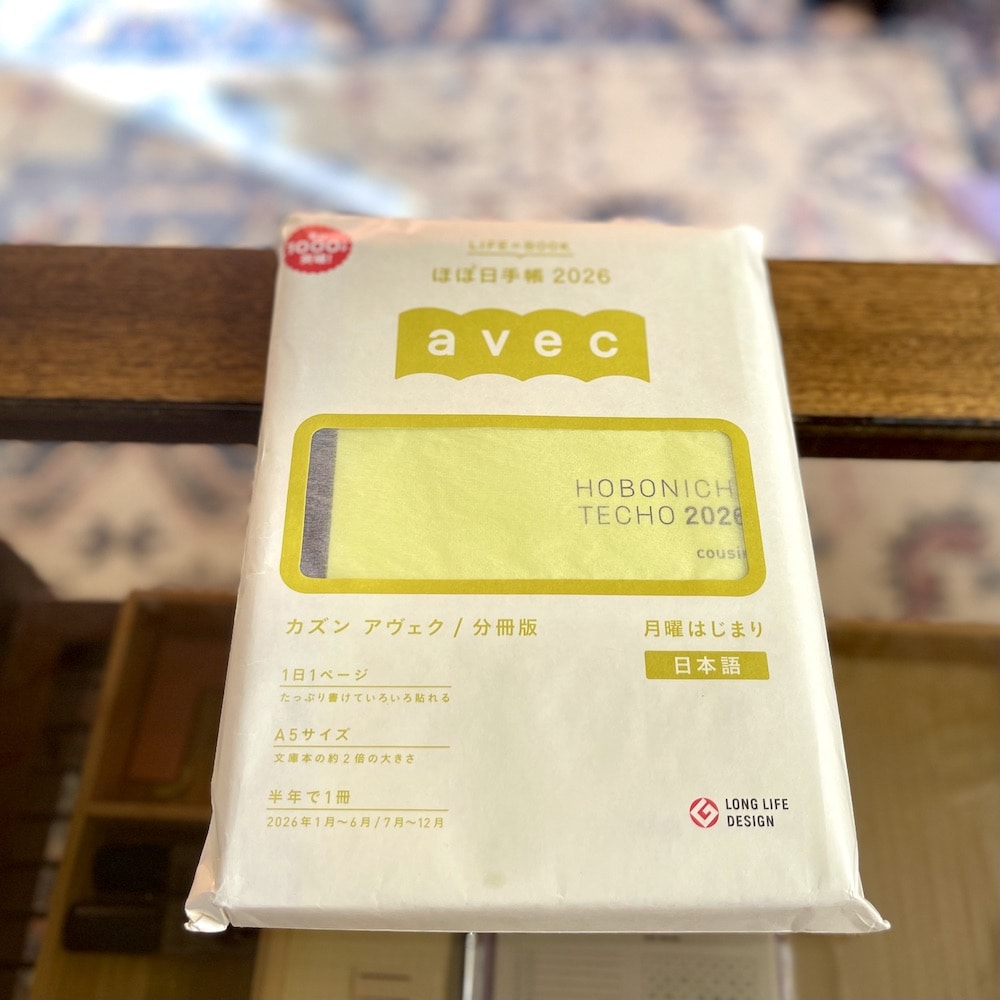 1000
LIFE BOOK
ほぼ日手帳 2026
avec
HOBONICH
TECHO 2026
cousin
カズン アヴェク / 分冊版
月曜はじまり
日本語
1日1ページ
たっぷり書けていろいろ貼れる
A5サイズ
文庫本の約2倍の大きさ
半年で1冊
2026年1月〜6月/7月〜12月
LONG LIFE
DESIGN